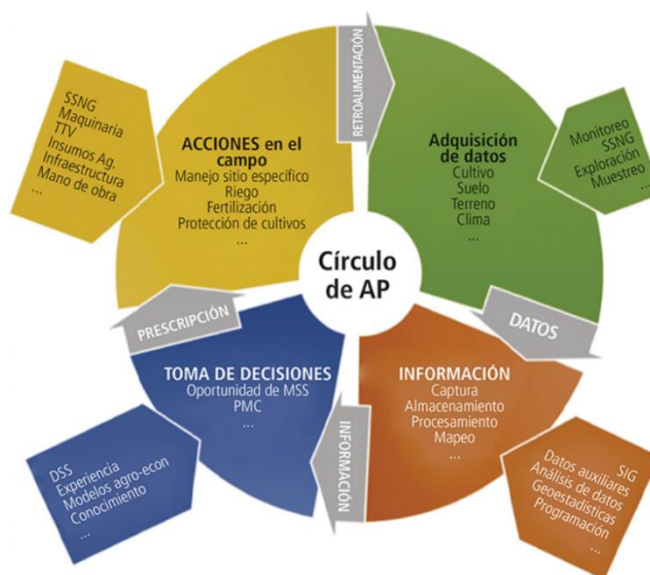 SSNG
Maquinaria
TTV
Insumos Ag.
Infraestructura
Mano de obra
...
ACCIONES en el
campo
Manejo sitio específico
Riego
Fertilización
Protección de cultivos
...
RETROALIMENTACIÓN
Adquisición
de datos
Cultivo
Suelo
Terreno
Clima
...
Monitoreo
SSNG
Exploración
Muestreo
...
Círculo
de AP
PRESCRIPCIÓN
DATOS
TOMA DE DECISIONES
Oportunidad de MSS
PMC
...
INFORMACIÓN
INFORMACIÓN
Captura
Almacenamiento
Procesamiento
Mapeo
...
DSS
Experiencia
Modelos agro-econ
Conocimiento
...
SIG
Datos auxiliares
Análisis de datos
Geoestadísticas
Programación
...